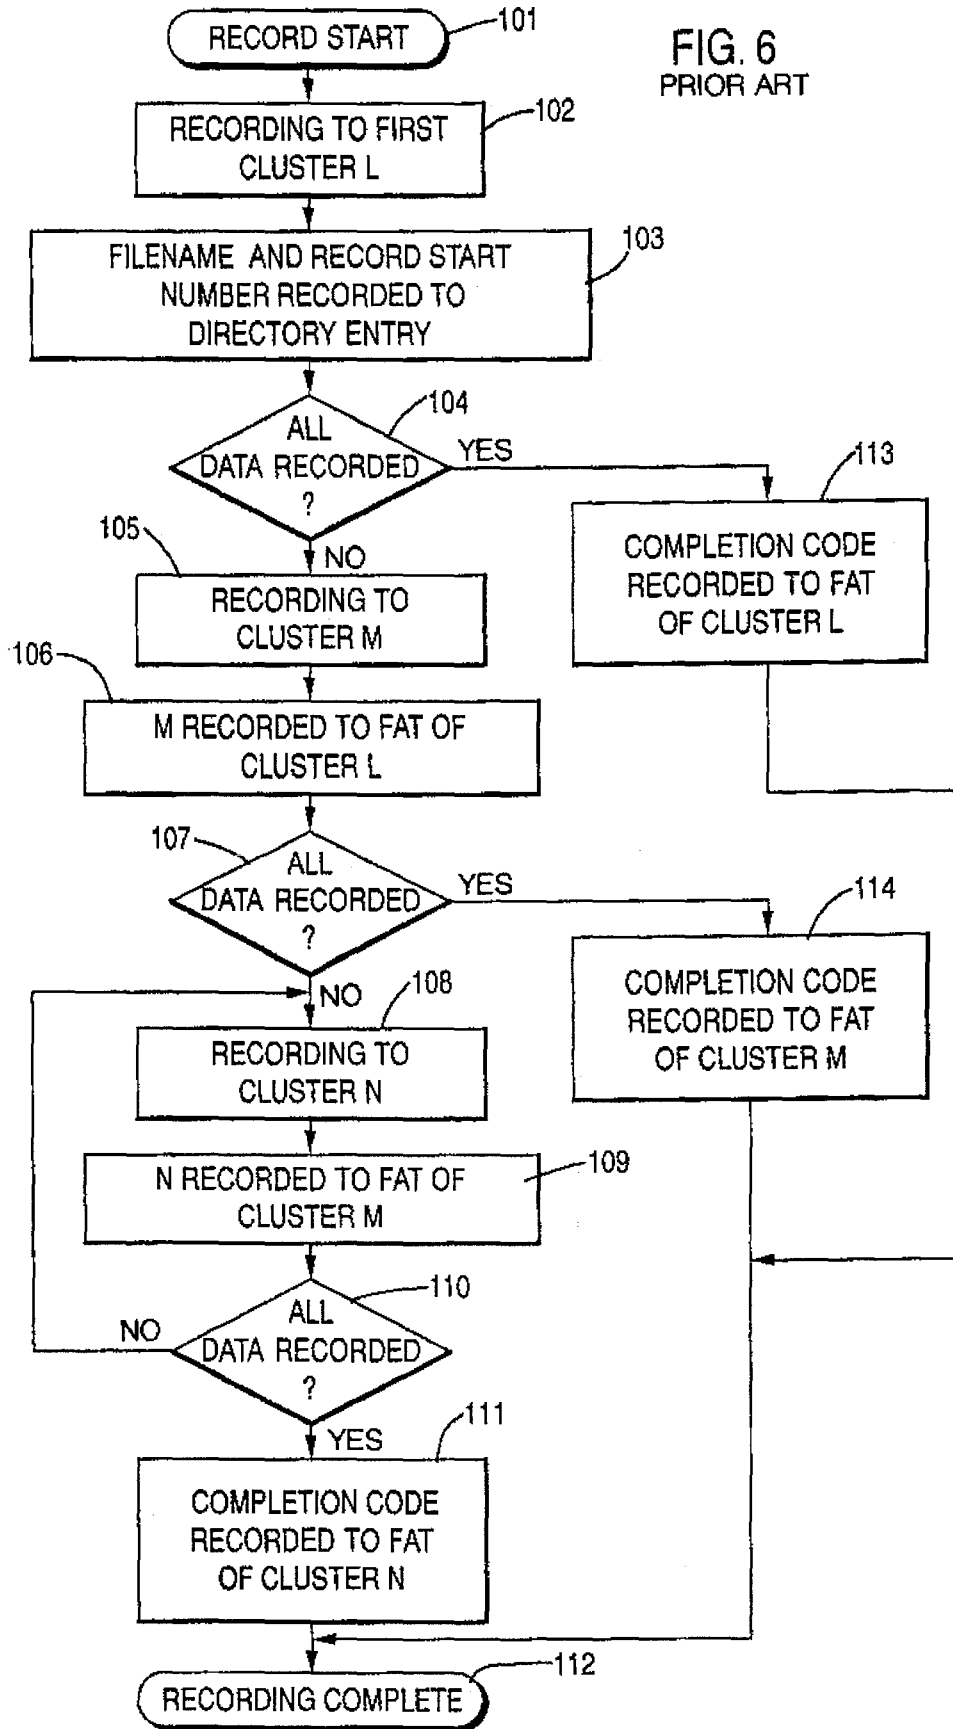 FIG. 6
PRIOR ART
RECORD START
101
RECORDING TO FIRST
CLUSTER L
102
FILENAME AND RECORD START
NUMBER RECORDED TO
DIRECTORY ENTRY
103
ALL
DATA RECORDED
?
104
YES
NO
113
COMPLETION CODE
RECORDED TO FAT
OF CLUSTER L
105
RECORDING TO
CLUSTER M
106
M RECORDED TO FAT OF
CLUSTER L
107
ALL
DATA RECORDED
?
YES
NO
114
COMPLETION CODE
RECORDED TO FAT
OF CLUSTER M
108
RECORDING TO
CLUSTER N
109
N RECORDED TO FAT OF
CLUSTER M
110
ALL
DATA RECORDED
?
NO
YES
111
COMPLETION CODE
RECORDED TO FAT
OF CLUSTER N
112
RECORDING COMPLETE